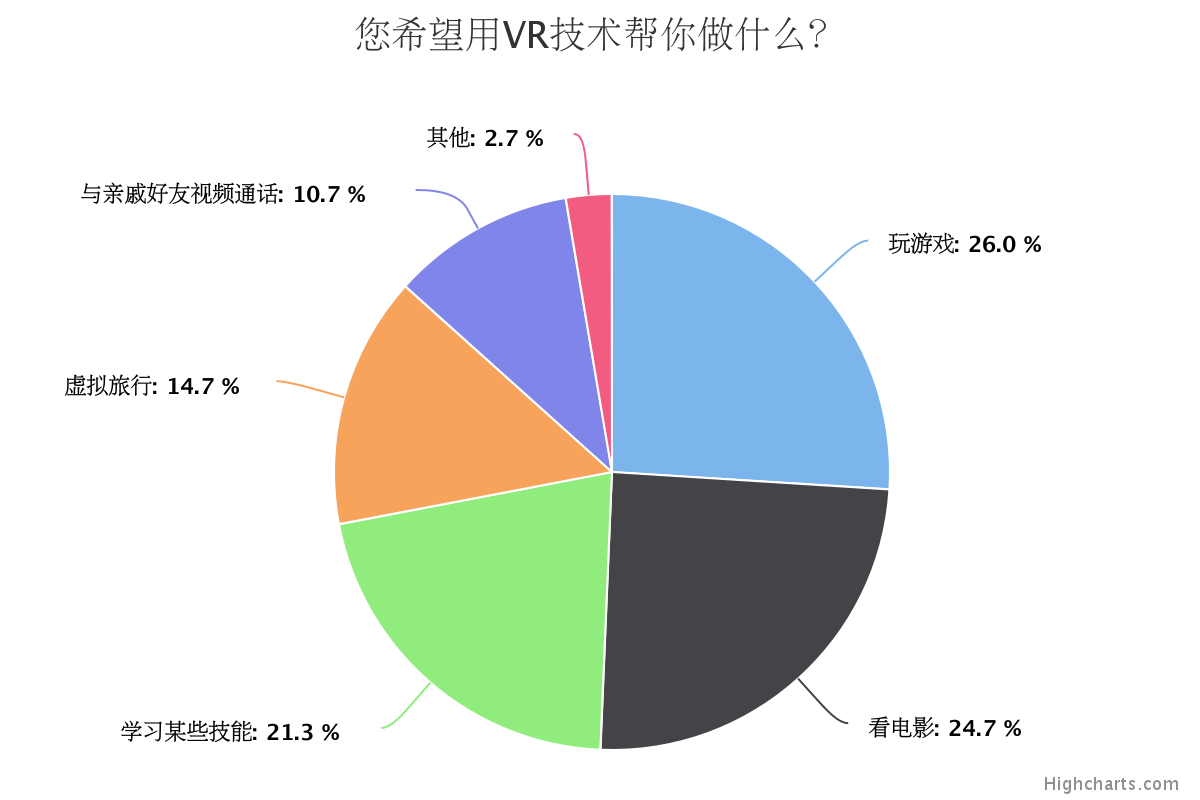 您希望用VR技术帮你做什么?
其他: 2.7 %
与亲戚好友视频通话: 10.7 %
玩游戏: 26.0 %
虚拟旅行: 14.7 %
学习某些技能: 21.3 %
看电影: 24.7 %
Highcharts.com